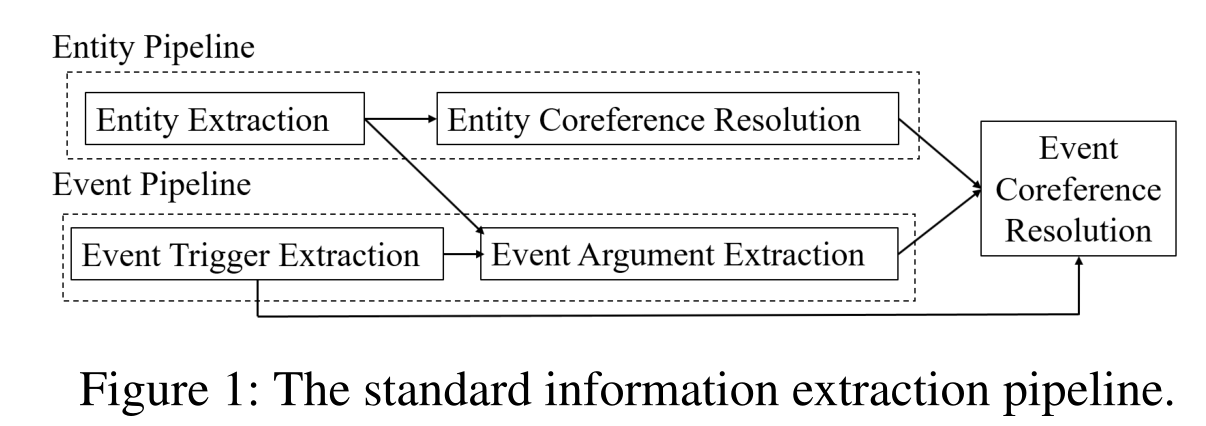 Entity Pipeline
Entity Extraction
Entity Coreference Resolution
Event Pipeline
Event Trigger Extraction
Event Argument Extraction
Event
Coreference
Resolution
Figure 1: The standard information extraction pipeline.